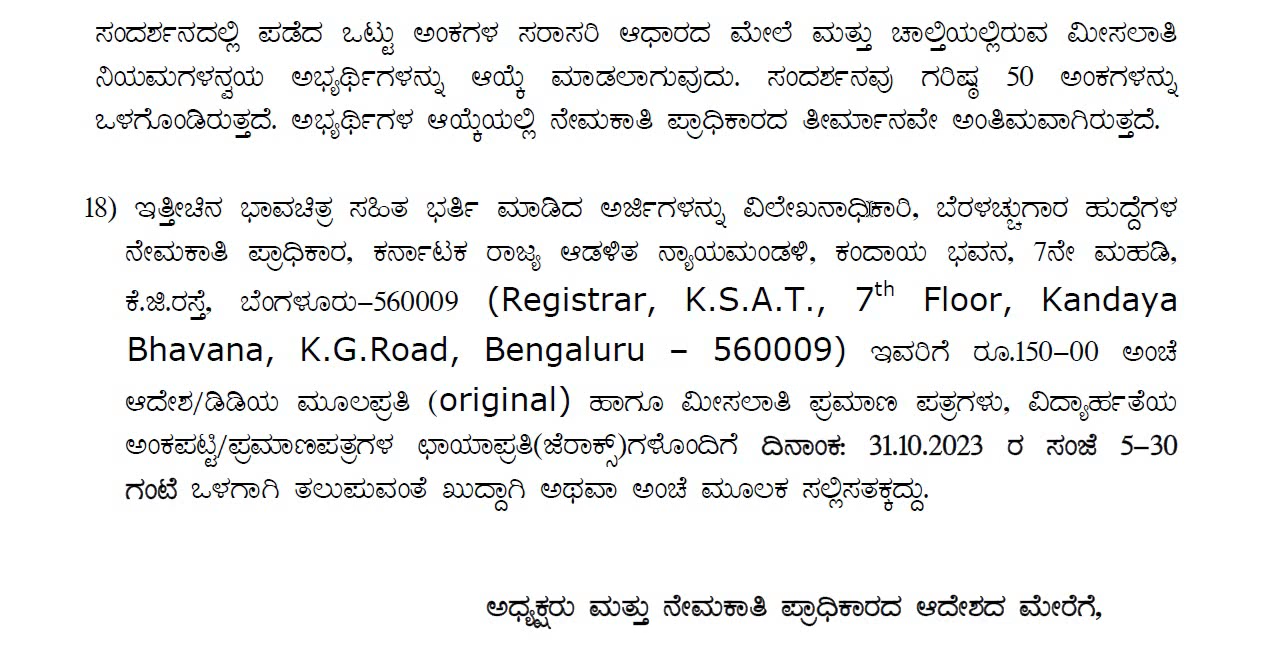 ಸಂದರ್ಶನದಲ್ಲಿ ಪಡೆದ ಒಟ್ಟು ಅಂಕಗಳ ಸರಾಸರಿ ಆಧಾರದ ಮೇಲೆ ಮತ್ತು ಚಾಲ್ತಿಯಲ್ಲಿರುವ ಮೀಸಲಾತಿ
ನಿಯಮಗಳನ್ವಯ ಅಭ್ಯರ್ಥಿಗಳನ್ನು ಆಯ್ಕೆ ಮಾಡಲಾಗುವುದು. ಸಂದರ್ಶನವು ಗರಿಷ್ಠ 50 ಅಂಕಗಳನ್ನು
ಒಳಗೊಂಡಿರುತ್ತದೆ. ಅಭ್ಯರ್ಥಿಗಳ ಆಯ್ಕೆಯಲ್ಲಿ ನೇಮಕಾತಿ ಪ್ರಾಧಿಕಾರದ ತೀರ್ಮಾನವೇ ಅಂತಿಮವಾಗಿರುತ್ತದೆ.
18) ಇತ್ತೀಚಿನ ಭಾವಚಿತ್ರ ಸಹಿತ ಭರ್ತಿ ಮಾಡಿದ ಅರ್ಜಿಗಳನ್ನು ವಿಲೇಖನಾಧಿಕಾರಿ, ಬೆರಳಚ್ಚುಗಾರ ಹುದ್ದೆಗಳ
ನೇಮಕಾತಿ ಪ್ರಾಧಿಕಾರ, ಕರ್ನಾಟಕ ರಾಜ್ಯ ಆಡಳಿತ ನ್ಯಾಯಮಂಡಳಿ, ಕಂದಾಯ ಭವನ, 7ನೇ ಮಹಡಿ,
ಕೆ.ಜಿ.ರಸ್ತೆ, ಬೆಂಗಳೂರು-560009 (Registrar, K.S.A.T., 7th Floor, Kandaya
Bhavana, K.G.Road, Bengaluru – 560009) ಇವರಿಗೆ ರೂ.150-00 ಅಂಚೆ
ಆದೇಶ/ಡಿಡಿಯ ಮೂಲಪ್ರತಿ (original) ಹಾಗೂ ಮೀಸಲಾತಿ ಪ್ರಮಾಣ ಪತ್ರಗಳು, ವಿದ್ಯಾರ್ಹತೆಯ
ಅಂಕಪಟ್ಟಿ/ಪ್ರಮಾಣಪತ್ರಗಳ ಛಾಯಾಪ್ರತಿ(ಜೆರಾಕ್ಸ್)ಗಳೊಂದಿಗೆ ದಿನಾಂಕ: 31.10.2023 ರ ಸಂಜೆ 5-30
ಗಂಟೆ ಒಳಗಾಗಿ ತಲುಪುವಂತೆ ಖುದ್ದಾಗಿ ಅಥವಾ ಅಂಚೆ ಮೂಲಕ ಸಲ್ಲಿಸತಕ್ಕದ್ದು.
ಅಧ್ಯಕ್ಷರು ಮತ್ತು ನೇಮಕಾತಿ ಪ್ರಾಧಿಕಾರದ ಆದೇಶದ ಮೇರೆಗೆ,